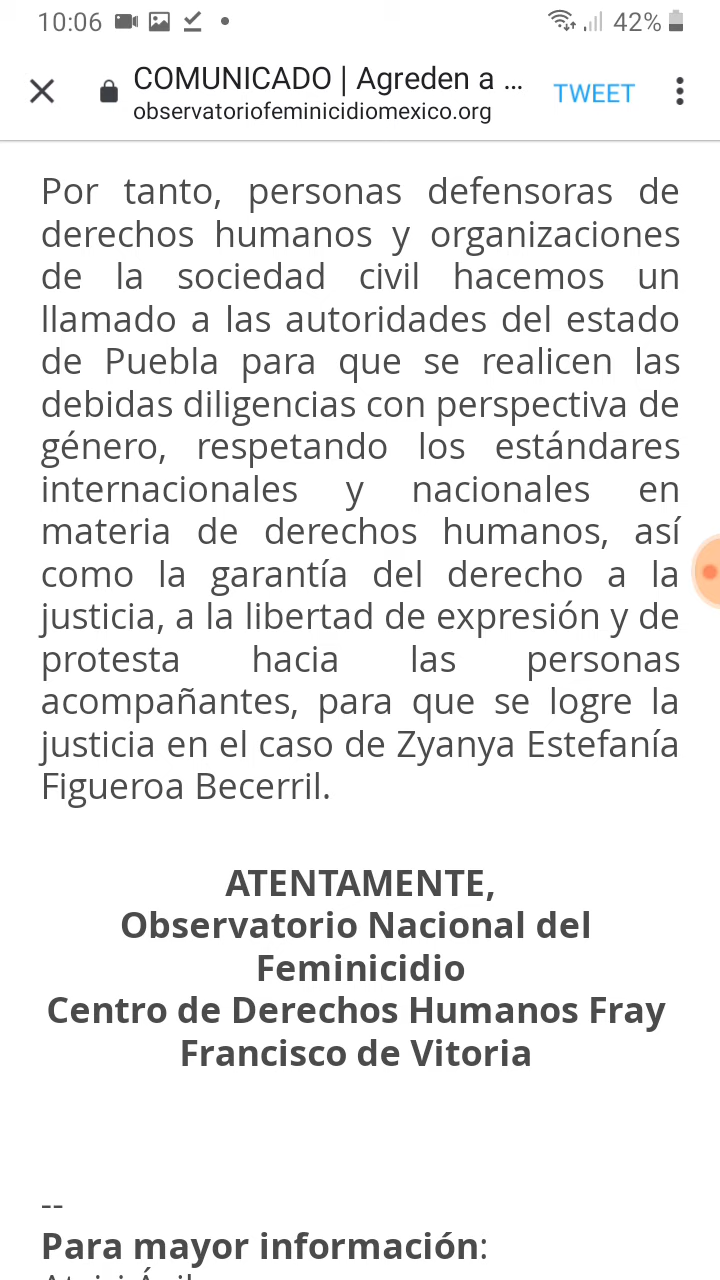 10:06
42%
COMUNICADO | Agreden a ...
observatoriofeminicidiomexico.org
TWEET
Por tanto, personas defensoras de
derechos humanos y organizaciones
de la sociedad civil hacemos un
llamado a las autoridades del estado
de Puebla para que se realicen las
debidas diligencias con perspectiva de
género, respetando los estándares
internacionales y nacionales en
materia de derechos humanos, así
como la garantía del derecho a la
justicia, a la libertad de expresión y de
protesta hacia las personas
acompañantes, para que se logre la
justicia en el caso de Zyanya Estefanía
Figueroa Becerril.
ATENTAMENTE,
Observatorio Nacional del
Feminicidio
Centro de Derechos Humanos Fray
Francisco de Vitoria
--
Para mayor información: